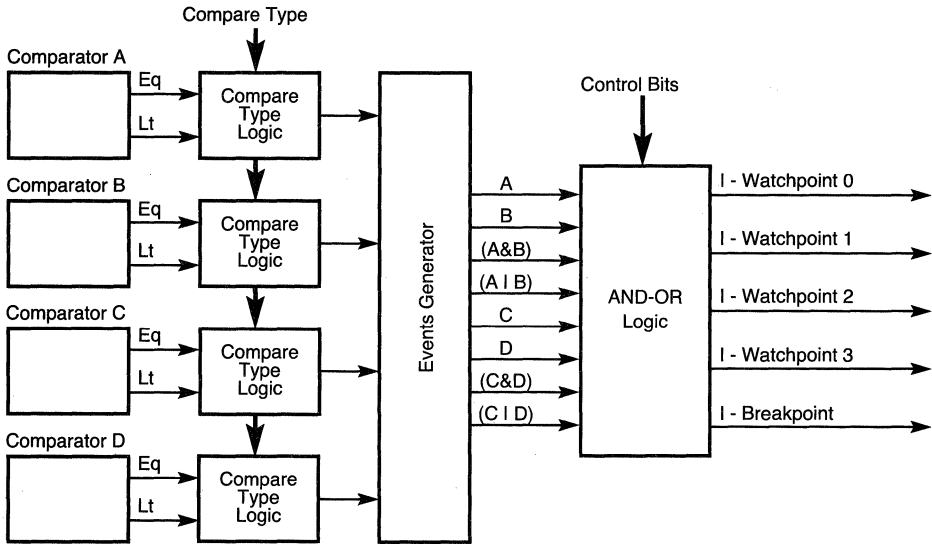 Compare Type
Comparator A
Eq
Lt
Compare
Type
Logic
Comparator B
Eq
Lt
Compare
Type
Logic
Comparator C
Eq
Lt
Compare
Type
Logic
Comparator D
Eq
Lt
Compare
Type
Logic
Events Generator
A
B
(A&B)
(A | B)
C
D
(C&D)
(C | D)
Control Bits
AND-OR
Logic
I - Watchpoint 0
I - Watchpoint 1
I - Watchpoint 2
I - Watchpoint 3
I - Breakpoint